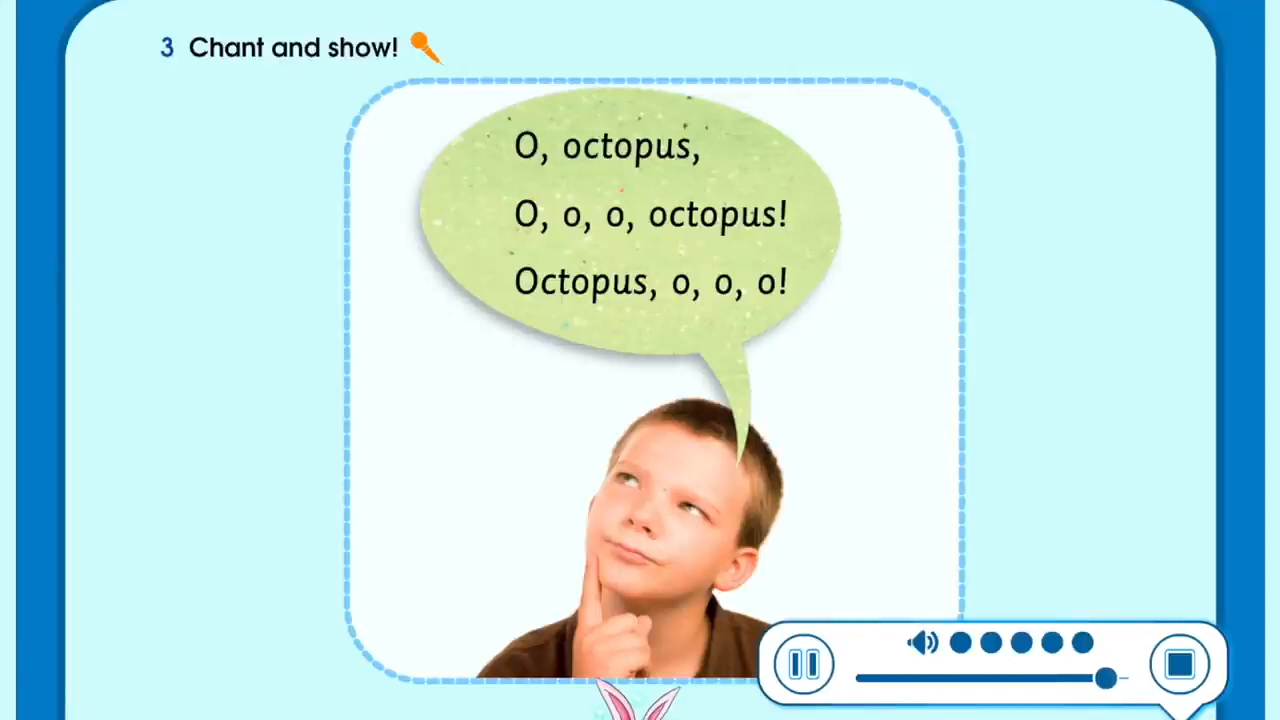 3 Chant and show!
O, octopus,
O, o, o, octopus!
Octopus, o, o, o!